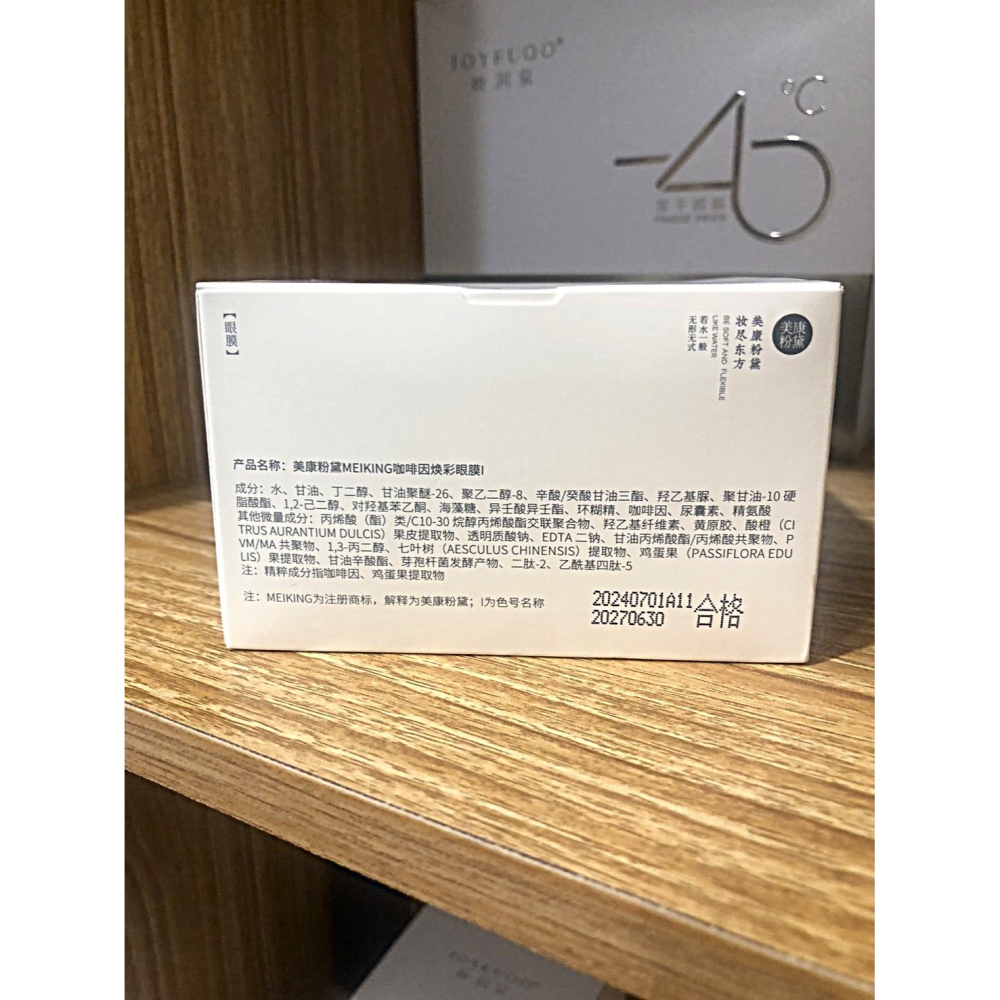 JOYRUQO®
°C
-45
【眼膜】
美康粉黛
美康粉黛
妆尽东方
BE SOFT AND FLEXIBLE
LIKE WATER
若水一般
无形无式
产品名称：美康粉黛MEIKING咖啡因焕彩眼膜I
成分：水、甘油、丁二醇、甘油聚醚-26、聚乙二醇-8、辛酸/癸酸甘油三酯、羟乙基脲、聚甘油-10 硬
脂酸酯、1,2-己二醇、对羟基苯乙酮、海藻糖、异壬酸异壬酯、环糊精、咖啡因、尿囊素、精氨酸
其他微量成分：丙烯酸（酯）类/C10-30 烷醇丙烯酸酯交联聚合物、羟乙基纤维素、黄原胶、酸橙（CI
TRUS AURANTIUM DULCIS）果皮提取物、透明质酸钠、EDTA 二钠、甘油丙烯酸酯/丙烯酸共聚物、P
VM/MA 共聚物、1,3-丙二醇、七叶树（AESCULUS CHINENSIS）提取物、鸡蛋果（PASSIFLORA EDU
LIS）果提取物、甘油辛酸酯、芽孢杆菌发酵产物、二肽-2、乙酰基四肽-5
注：精粹成分指咖啡因、鸡蛋果提取物
注：MEIKING为注册商标，解释为美康粉黛；I为色号名称
20240701A11合格
20270630